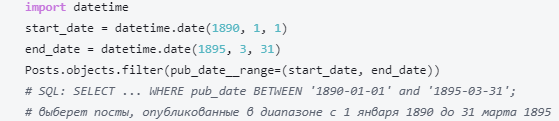 import datetime
start_date = datetime.date(1890, 1, 1)
end_date = datetime.date(1895, 3, 31)
Posts.objects.filter(pub_date__range=(start_date, end_date))
# SQL: SELECT ... WHERE pub_date BETWEEN '1890-01-01' and '1895-03-31';
# выберет посты, опубликованные в диапазоне с 1 января 1890 до 31 марта 1895